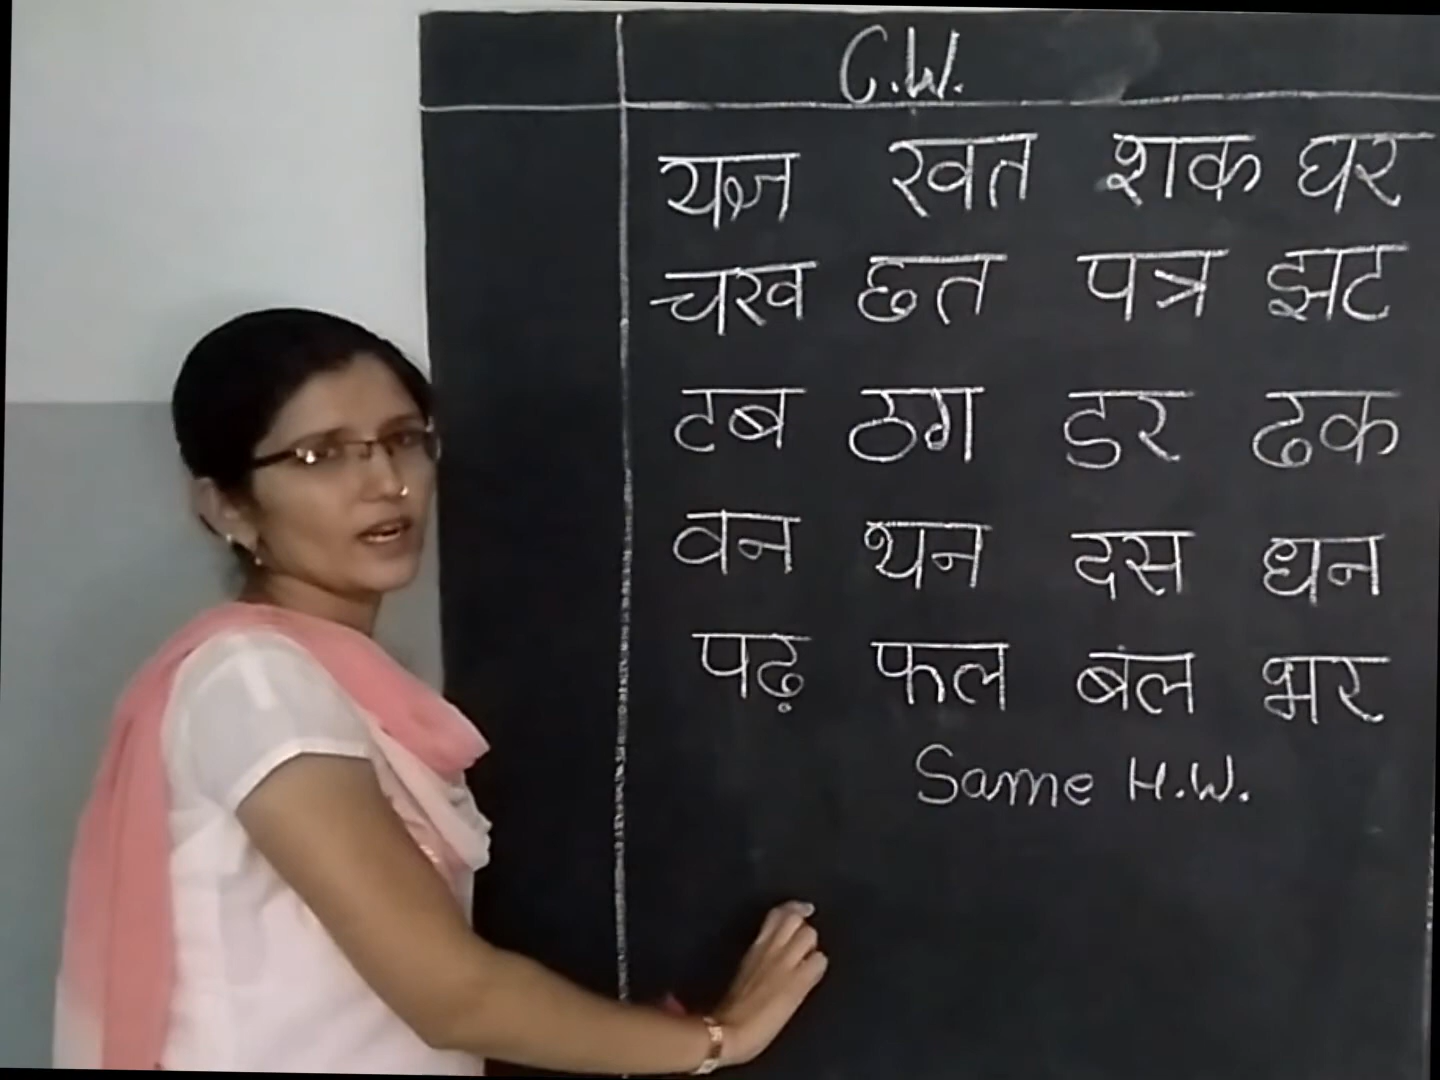 C.W.
यज्ञ खत शक घर
चख छत पत्र झट
टब ठग डर ढक
वन थन दस धन
पढ़ फल बल भर
Same H.W.